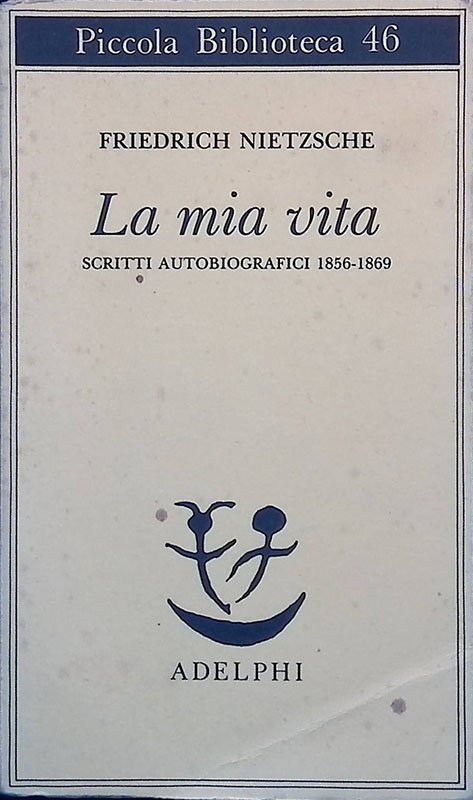 Piccola Biblioteca 46
FRIEDRICH NIETZSCHE
La mia vita
SCRITTI AUTOBIOGRAFICI 1856-1869
ADELPHI